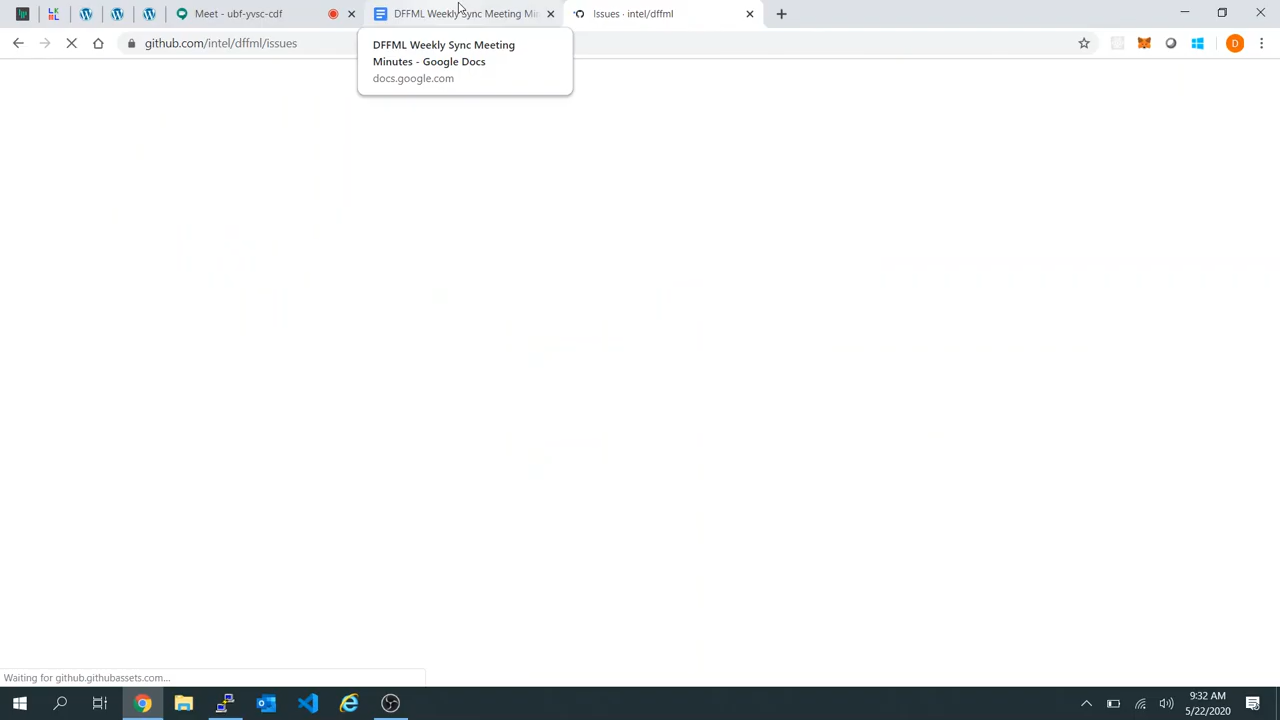 Meet - ubf-yvsc-cdf
DFFML Weekly Sync Meeting Mi
Issues · intel/dffml
github.com/intel/dffml/issues
DFFML Weekly Sync Meeting
Minutes - Google Docs
docs.google.com
Waiting for github.githubassets.com...
9:32 AM
5/22/2020